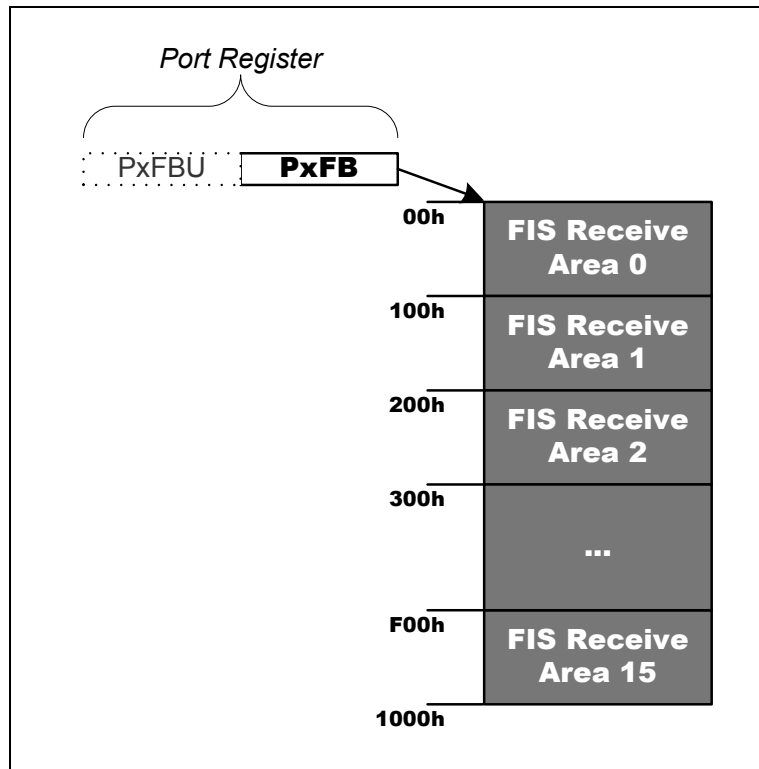 Port Register
PxFBU PxFB
00h
FIS Receive
Area 0
100h
FIS Receive
Area 1
200h
FIS Receive
Area 2
300h
...
F00h
FIS Receive
Area 15
1000h